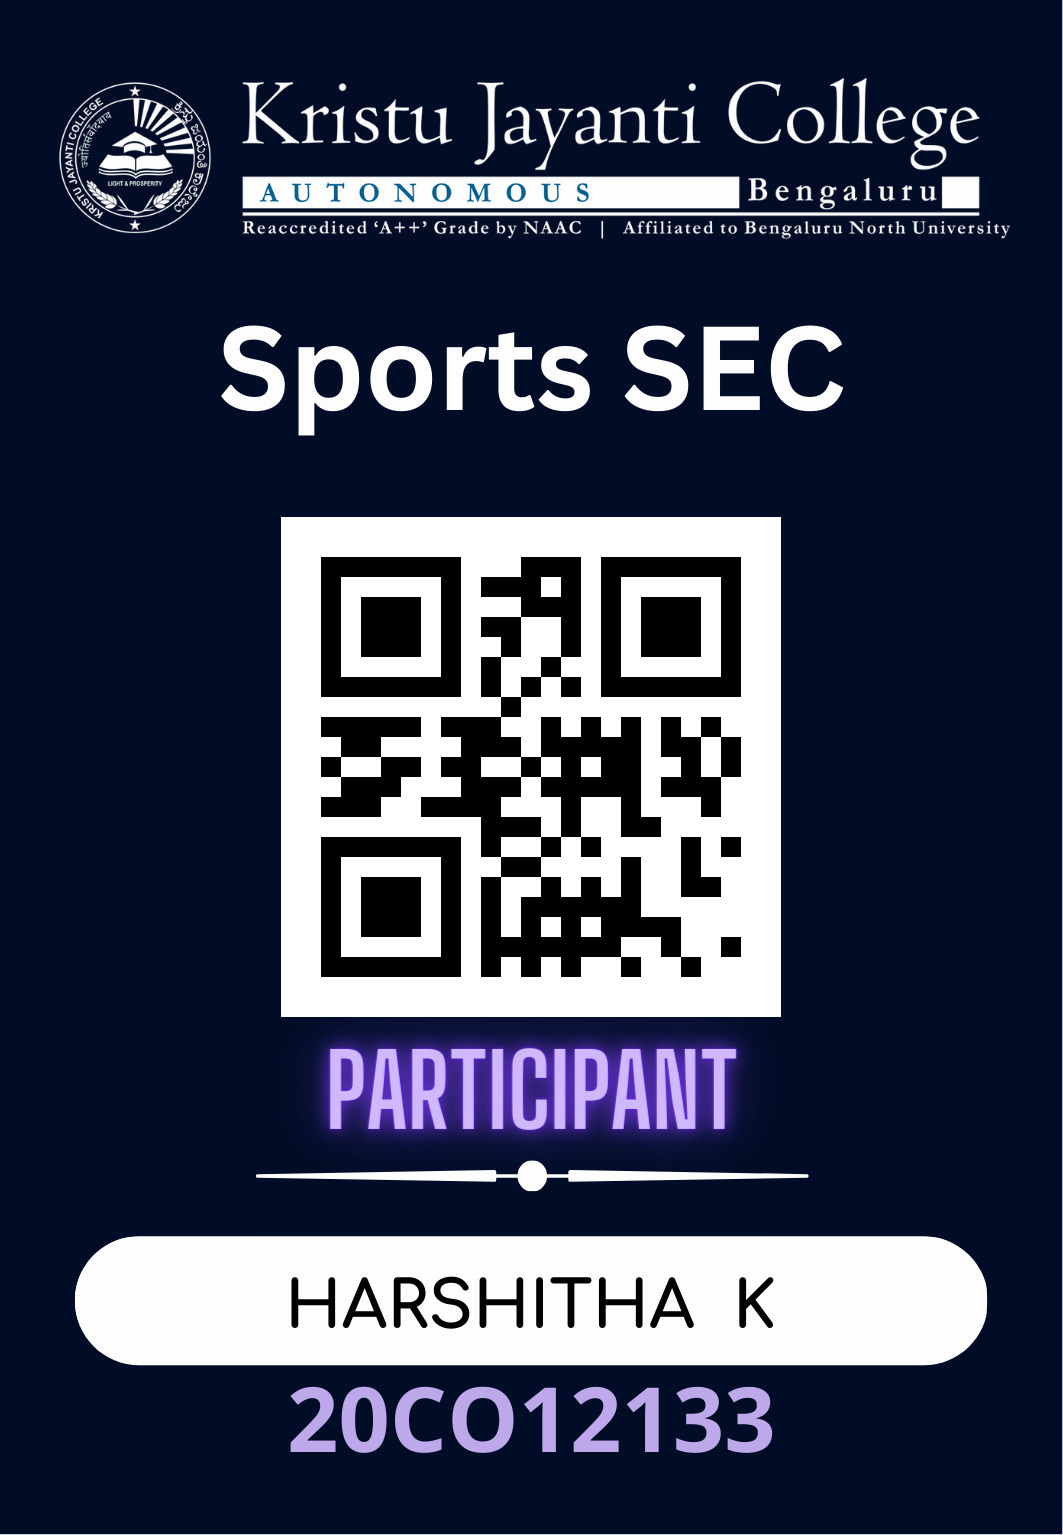 Kristu Jayanti College
AUTONOMOUS Bengaluru
Reaccredited ‘A++’ Grade by NAAC | Affiliated to Bengaluru North University
KRISTU JAYANTI COLLEGE
LIGHT & PROSPERITY
Sports SEC
PARTICIPANT
HARSHITHA K
20CO12133